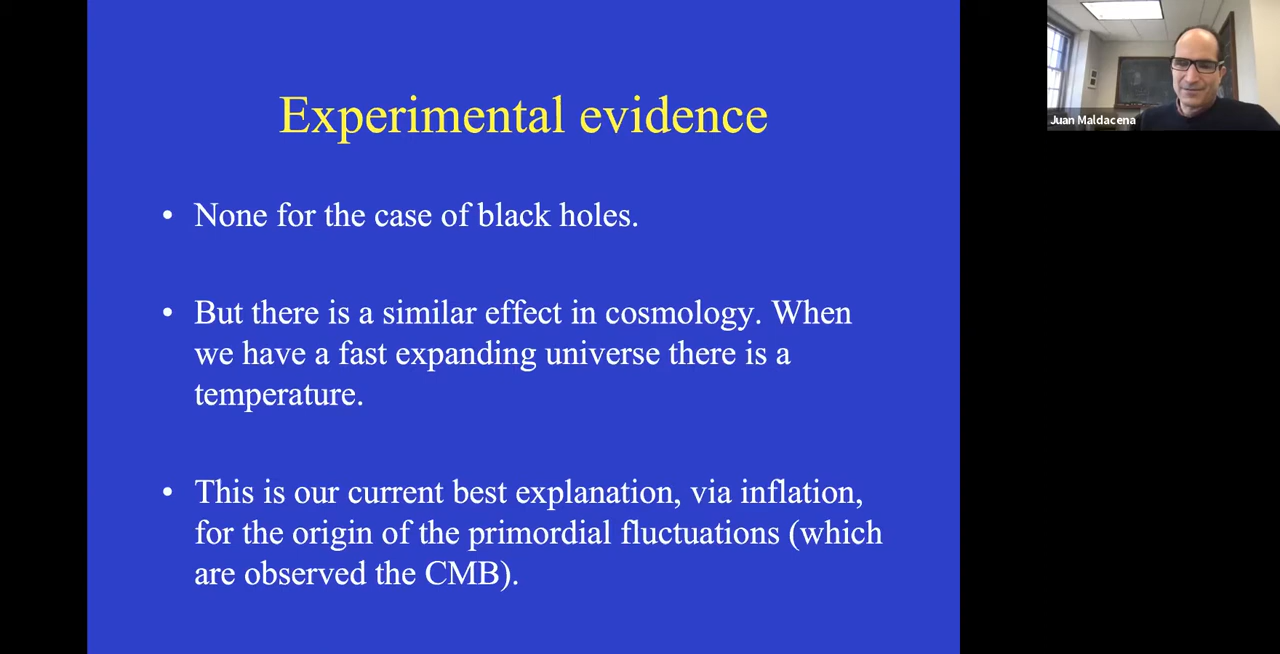 Experimental evidence
• None for the case of black holes.
• But there is a similar effect in cosmology. When
we have a fast expanding universe there is a
temperature.
• This is our current best explanation, via inflation,
for the origin of the primordial fluctuations (which
are observed the CMB).
Juan Maldacena